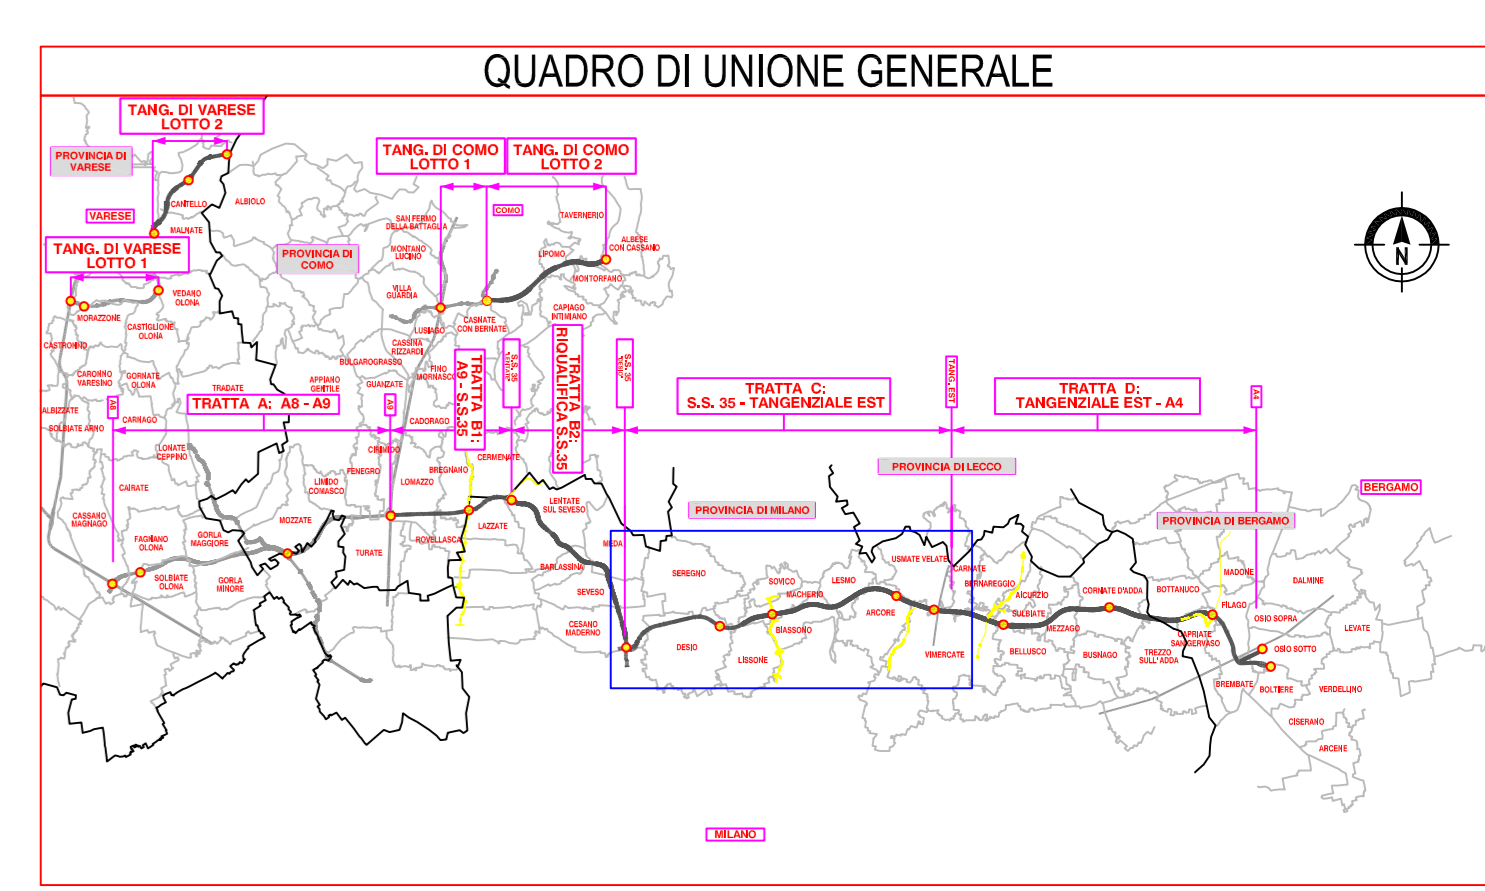 QUADRO DI UNIONE GENERALE
TANG. DI VARESE
LOTTO 2
PROVINCIA DI
VARESE
TANG. DI COMO
LOTTO 1
TANG. DI COMO
LOTTO 2
CANTELLO
ALBIOLO
VARESE
MALNATE
SAN FERMO
DELLA BATTAGLIA
COMO
TAVERNERIO
TANG. DI VARESE
LOTTO 1
PROVINCIA DI
COMO
MONTANO
LUCINO
LIPOMO
ALBESE
CON CASSANO
MONTORFANO
VEDANO
OLONA
VILLA
GUARDIA
MORAZZONE
CASTIGLIONE
OLONA
LUSIAGO
CASNATE
CON BERNATE
CAPIAGO
INTIMIANO
CASTRONINO
CASSINA
RIZZARDI
BULGAROGRASSO
CARONNO
VARESINO
GORNATE
OLONA
TRADATE
APPIANO
GENTILE
GUANZATE
FINO
MORNASCO
TRATTA B1:
A9 - S.S.35
S.S. 35
TRATTA B2:
RIQUALIFICA S.S.35
S.S. 35
TANG. EST
TRATTA C:
S.S. 35 - TANGENZIALE EST
TRATTA D:
TANGENZIALE EST - A4
A4
A8
TRATTA A: A8 - A9
A9
ALBIZZATE
SOLBIATE ARNO
CARNAGO
CADORAGO
LONATE
CEPPINO
CIRIMIDO
FENEGRO
LOMAZZO
BREGNANO
CERMENATE
PROVINCIA DI LECCO
CAIRATE
LIMIDO
COMASCO
BERGAMO
CASSANO
MAGNAGO
MOZZATE
LAZZATE
LENTATE
SUL SEVESO
PROVINCIA DI MILANO
PROVINCIA DI BERGAMO
FAGNANO
OLONA
GORLA
MAGGIORE
TURATE
ROVELLASCA
MEDA
BARLASSINA
SEREGNO
USMATE VELATE
CARNATE
BERNAREGGIO
SOLBIATE
OLONA
GORLA
MINORE
SEVESO
SOVICO
MACHERIO
LESMO
AICURZIO
CORNATE D'ADDA
BOTTANUCO
MADONE
DALMINE
CESANO
MADERNO
BIASSONO
ARCORE
SULBIATE
MEZZAGO
FILAGO
OSIO SOPRA
LEVATE
DESIO
LISSONE
VIMERCATE
BELLUSCO
BUSNAGO
TREZZO
SULL' ADDA
CAPRIATE
SAN GERVASO
OSIO SOTTO
BREMBATE
BOLTIERE
VERDELLINO
CISERANO
ARCENE
MILANO
N